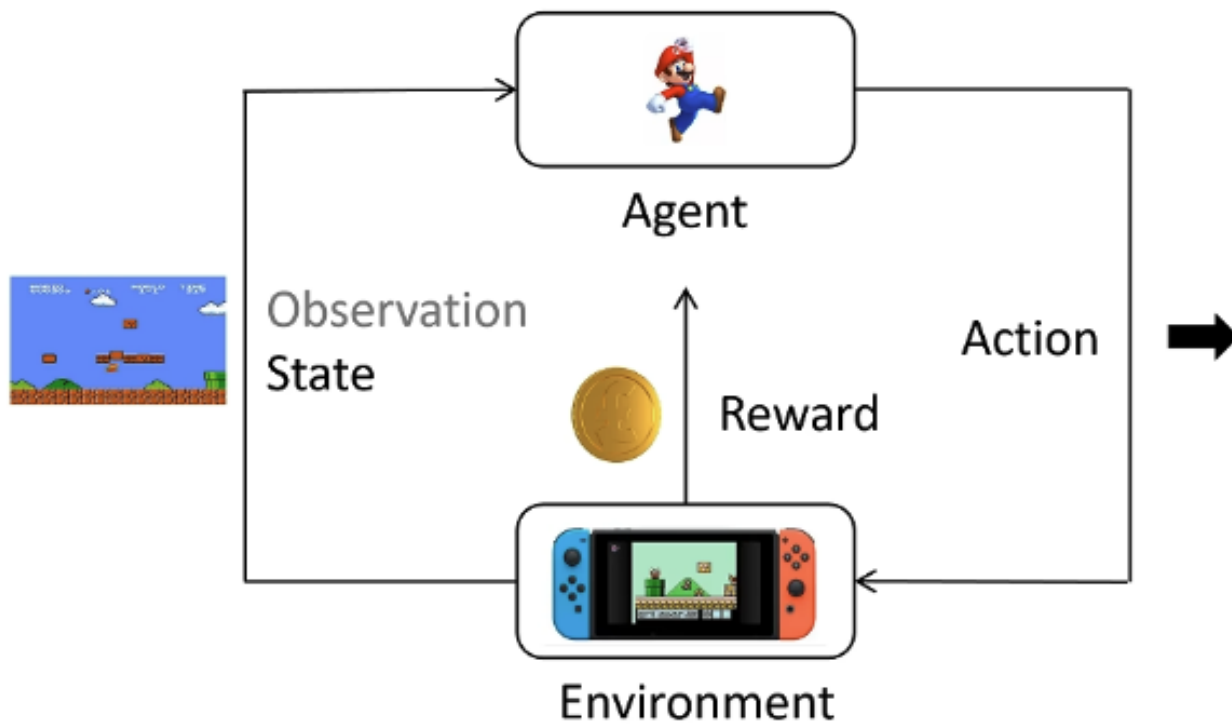 Agent
Observation
State
Action
Reward
Environment